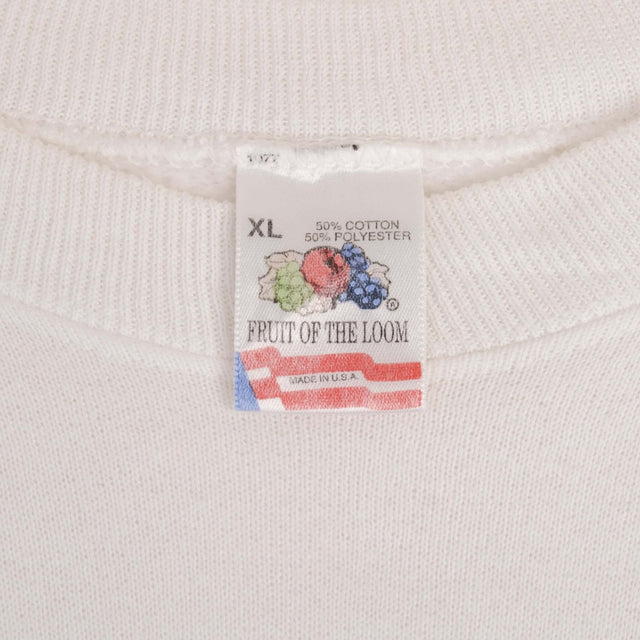 XL
50% COTTON
50% POLYESTER
®
FRUIT OF THE LOOM
MADE IN U.S.A.